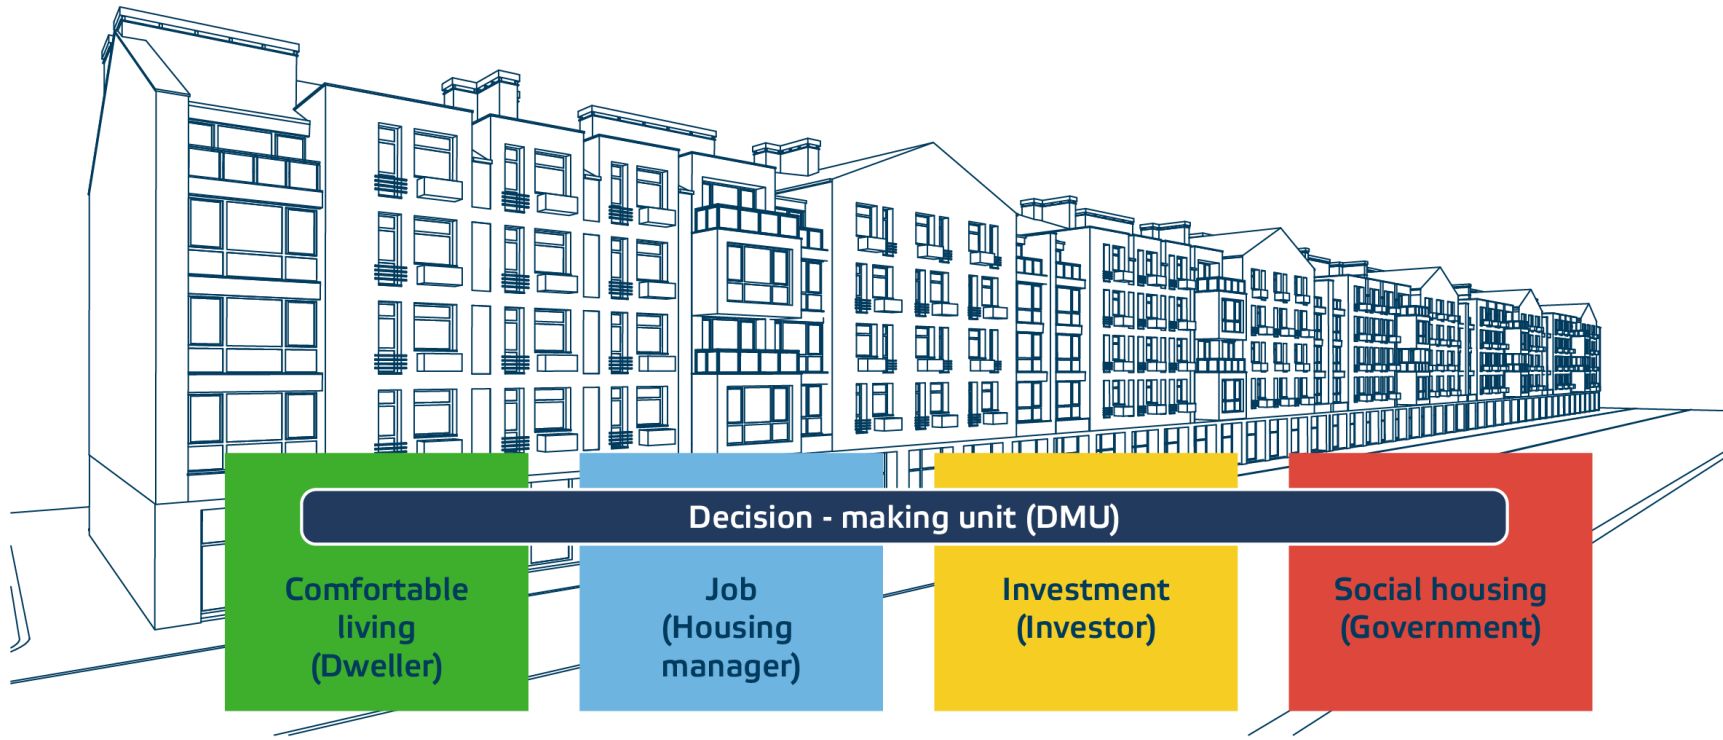 Decision - making unit (DMU)
Comfortable
living
(Dweller)
Job
(Housing
manager)
Investment
(Investor)
Social housing
(Government)